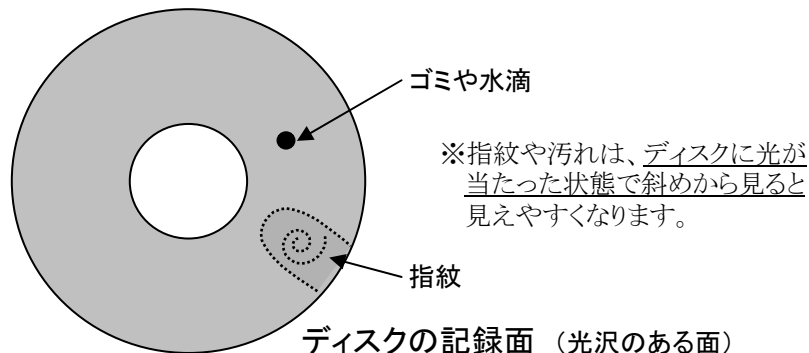 ゴミや水滴
※指紋や汚れは、ディスクに光が
当たった状態で斜めから見ると
見えやすくなります。
指紋
ディスクの記録面 （光沢のある面）